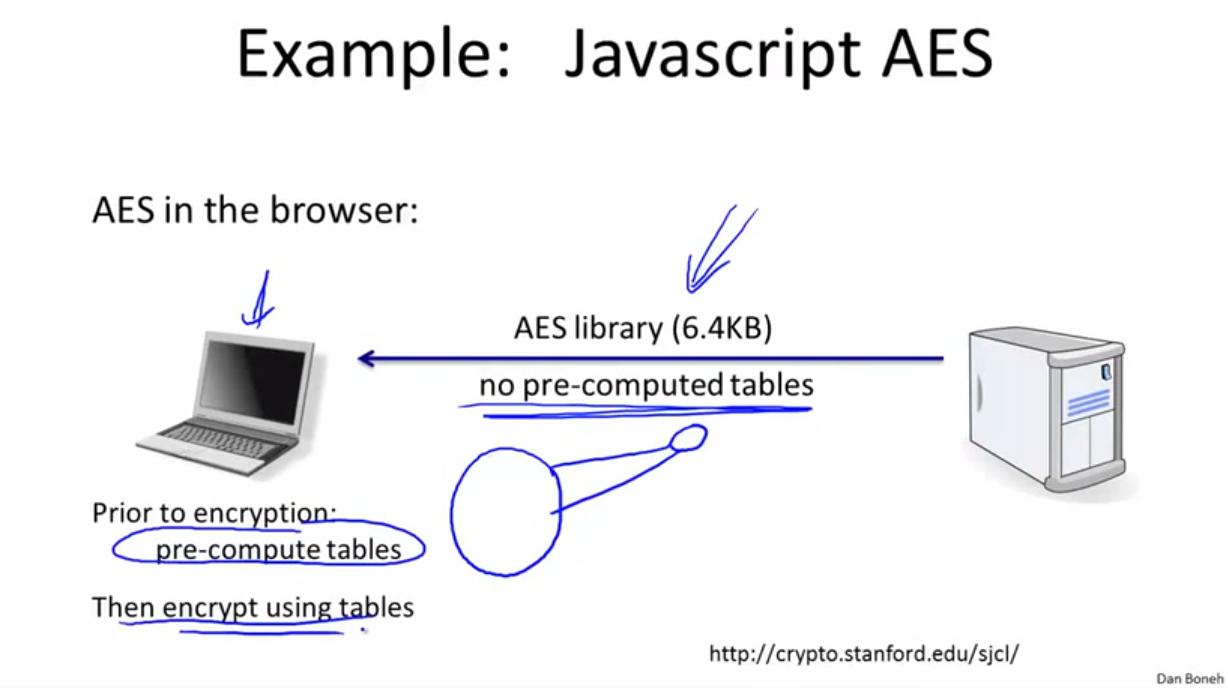 Example: Javascript AES
AES in the browser:
AES library (6.4KB)
no pre-computed tables
Prior to encryption:
pre-compute tables
Then encrypt using tables
http://crypto.stanford.edu/sjcl/
Dan Boneh